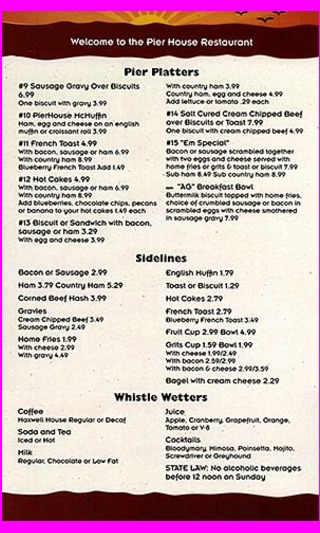 Welcome to the Pier House Restaurant
Pier Platters
#9 Sausage Gravy Over Biscuits
6.99
One biscuit with gravy 3.99
#10 PierHouse McMuffin
Ham, egg and cheese on an english
muffin or croissant roll 3.99
#11 French Toast 4.99
With bacon, sausage or ham 6.99
With country ham 8.99
Blueberry French Toast Add 1.49
#12 Hot Cakes 4.99
With bacon, sausage or ham 6.99
With country ham 8.99
Add blueberries, chocolate chips, pecans
or banana to your hot cakes 1.49 each
#13 Biscuit or Sandwich with bacon,
sausage or ham 3.29
With egg and cheese 3.99
With country ham 3.99
Country ham, egg and cheese 4.99
Add lettuce or tomato .29 each
#14 Salt Cured Cream Chipped Beef
over Biscuits or Toast 7.99
One biscuit with cream chipped beef 4.99
#15 "Em Special"
Bacon or sausage scrambled together
with two eggs and cheese served with
home fries or grits & toast or biscuit 7.99
Sub ham 8.49 Sub country ham 8.99
"AG" Breakfast Bowl
Buttermilk biscuit topped with home fries,
choice of crumbled sausage or bacon in
scrambled eggs with cheese smothered
in sausage gravy 7.99
Sidelines
Bacon or Sausage 2.99
Ham 3.79 Country Ham 5.29
Corned Beef Hash 3.99
Gravies
Cream Chipped Beef 3.49
Sausage Gravy 2.49
Home Fries 1.99
With cheese 2.99
With gravy 4.49
English Muffin 1.79
Toast or Biscuit 1.29
Hot Cakes 2.79
French Toast 2.79
Blueberry French Toast 3.49
Fruit Cup 2.99 Bowl 4.99
Grits Cup 1.59 Bowl 1.99
With cheese 1.99/2.49
With bacon 2.59/2.99
With bacon & cheese 2.99/3.59
Bagel with cream cheese 2.29
Whistle Wetters
Coffee
Maxwell House Regular or Decaf
Soda and Tea
Iced or Hot
Milk
Regular, Chocolate or Low Fat
Juice
Apple, Cranberry, Grapefruit, Orange,
Tomato or V-8
Cocktails
Bloodymary, Mimosa, Poinsetta, Mojito,
Screwdriver or Greyhound
STATE LAW: No alcoholic beverages
before 12 noon on Sunday